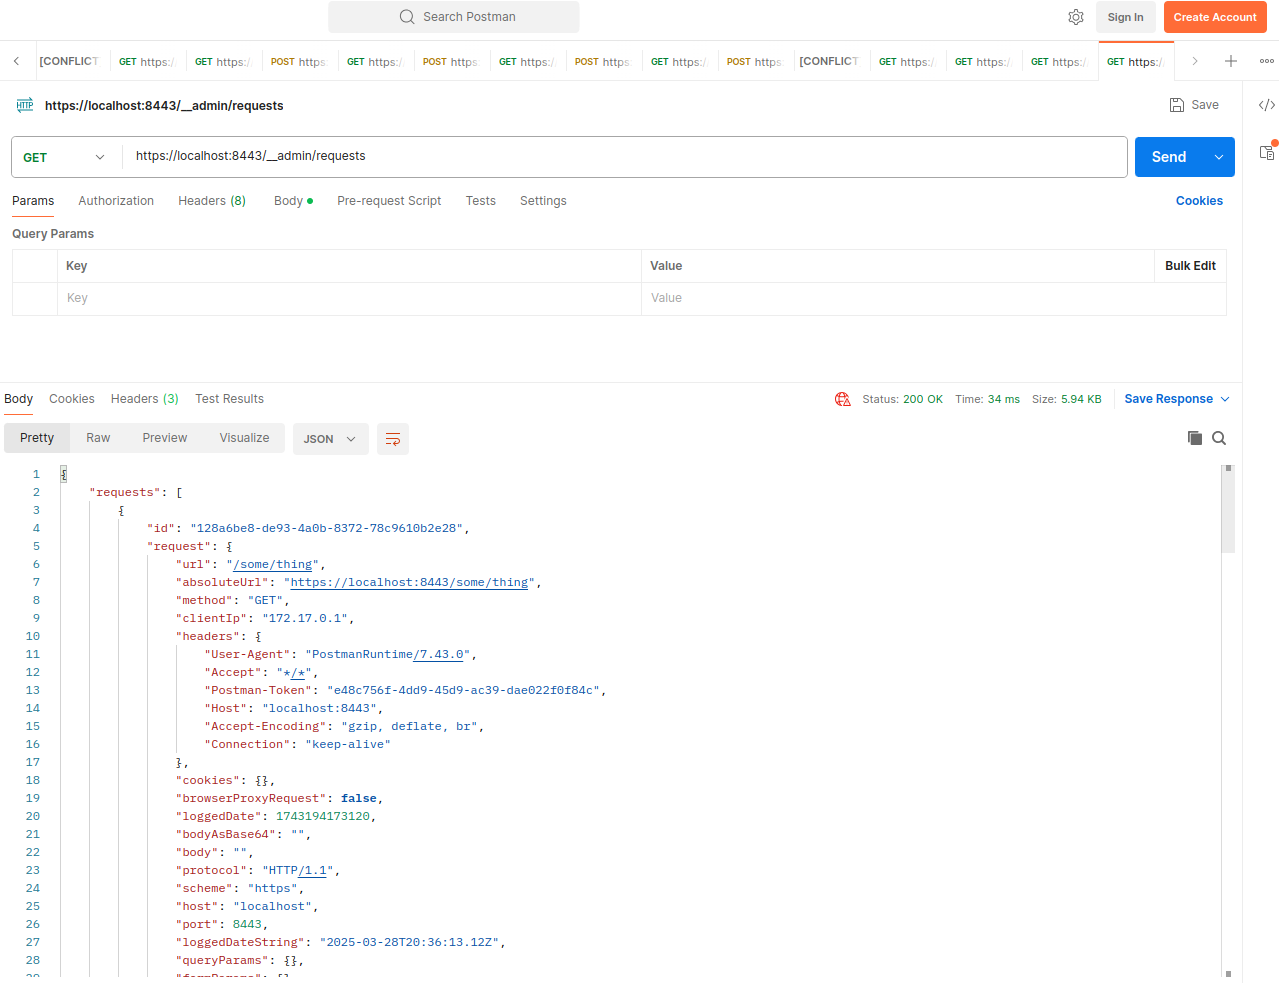 Search Postman
Sign In
Create Account
[CONFLICT GET https:/ GET https:/ POST https: GET https:/ POST https: GET https:/ POST https: GET https:/ POST https: [CONFLICT GET https:/ GET https:/ GET https:/ GET https:/
HTTP https://localhost:8443/__admin/requests
Save
GET https://localhost:8443/__admin/requests
Send
Params Authorization Headers (8) Body Pre-request Script Tests Settings
Cookies
Query Params
Key Value Bulk Edit
Key Value
Body Cookies Headers (3) Test Results
Status: 200 OK Time: 34 ms Size: 5.94 KB
Save Response
Pretty Raw Preview Visualize JSON
1 {
2 "requests": [
3 {
4 "id": "128a6be8-de93-4a0b-8372-78c9610b2e28",
5 "request": {
6 "url": "/some/thing",
7 "absoluteUrl": "https://localhost:8443/some/thing",
8 "method": "GET",
9 "clientIp": "172.17.0.1",
10 "headers": {
11 "User-Agent": "PostmanRuntime/7.43.0",
12 "Accept": "*/*",
13 "Postman-Token": "e48c756f-4dd9-45d9-ac39-dae022f0f84c",
14 "Host": "localhost:8443",
15 "Accept-Encoding": "gzip, deflate, br",
16 "Connection": "keep-alive"
17 },
18 "cookies": {},
19 "browserProxyRequest": false,
20 "loggedDate": 1743194173120,
21 "bodyAsBase64": "",
22 "body": "",
23 "protocol": "HTTP/1.1",
24 "scheme": "https",
25 "host": "localhost",
26 "port": 8443,
27 "loggedDateString": "2025-03-28T20:36:13.12Z",
28 "queryParams": {},
29 "formParams": {}